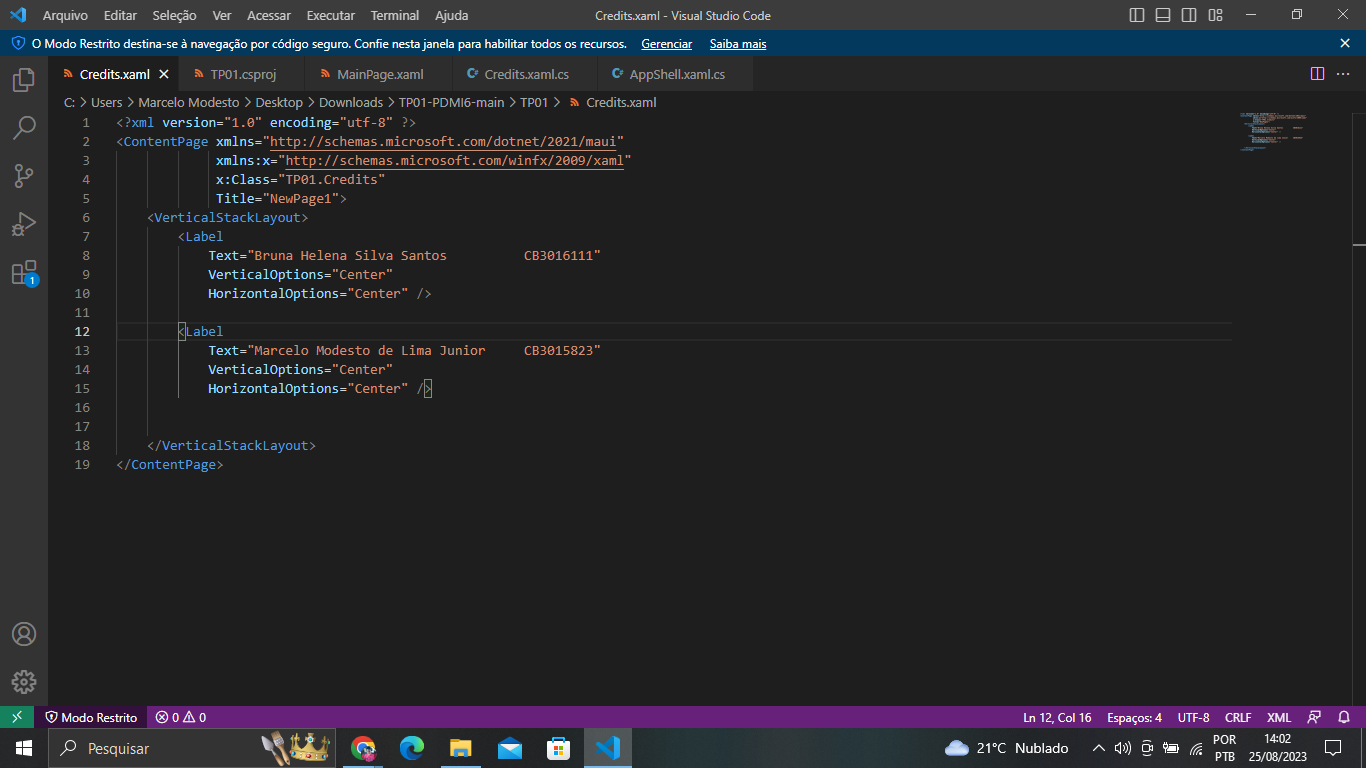 Arquivo Editar Seleção Ver Acessar Executar Terminal Ajuda Credits.xaml - Visual Studio Code
O Modo Restrito destina-se à navegação por código seguro. Confie nesta janela para habilitar todos os recursos. Gerenciar Saiba mais
Credits.xaml TP01.csproj MainPage.xaml Credits.xaml.cs AppShell.xaml.cs
C: > Users > Marcelo Modesto > Desktop > Downloads > TP01-PDMI6-main > TP01 > Credits.xaml
1 <?xml version="1.0" encoding="utf-8" ?>
2 <ContentPage xmlns="http://schemas.microsoft.com/dotnet/2021/maui"
3 xmlns:x="http://schemas.microsoft.com/winfx/2009/xaml"
4 x:Class="TP01.Credits"
5 Title="NewPage1">
6 <VerticalStackLayout>
7 <Label
8 Text="Bruna Helena Silva Santos          CB3016111"
9 VerticalOptions="Center"
10 HorizontalOptions="Center" />
11
12 <Label
13 Text="Marcelo Modesto de Lima Junior     CB3015823"
14 VerticalOptions="Center"
15 HorizontalOptions="Center" />
16
17
18 </VerticalStackLayout>
19 </ContentPage>
1
Modo Restrito 0 0 Ln 12, Col 16 Espaços: 4 UTF-8 CRLF XML
Pesquisar 21°C Nublado POR PTB 14:02 25/08/2023